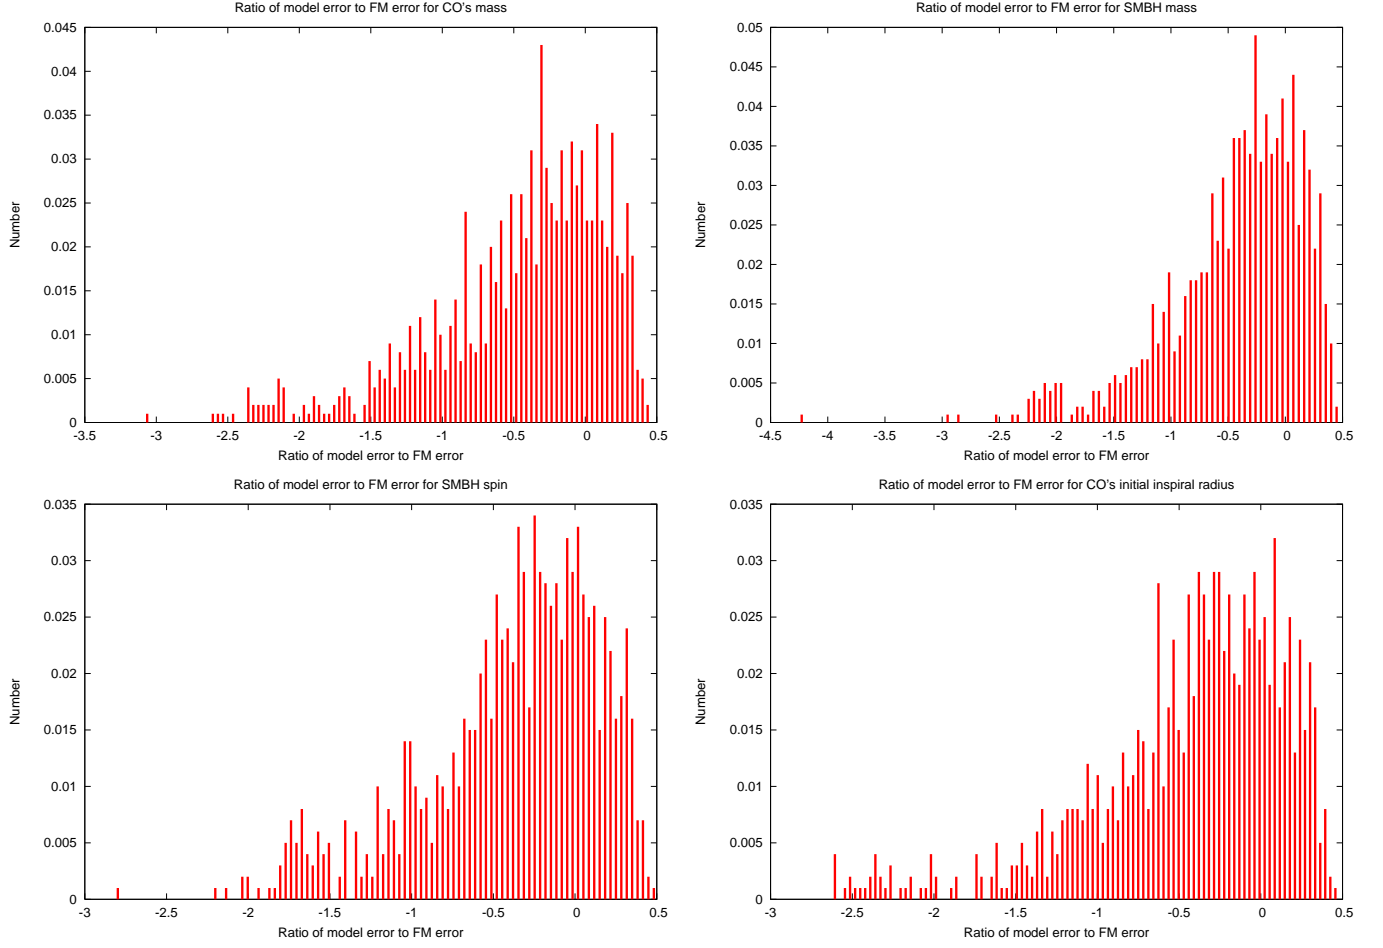 Ratio of model error to FM error for CO's mass
0.045
0.04
0.035
0.03
0.025
0.02
0.015
0.01
0.005
0
Number
-3.5 -3 -2.5 -2 -1.5 -1 -0.5 0 0.5
Ratio of model error to FM error
Ratio of model error to FM error for SMBH mass
0.05
0.045
0.04
0.035
0.03
0.025
0.02
0.015
0.01
0.005
0
Number
-4.5 -4 -3.5 -3 -2.5 -2 -1.5 -1 -0.5 0 0.5
Ratio of model error to FM error
Ratio of model error to FM error for SMBH spin
0.035
0.03
0.025
0.02
0.015
0.01
0.005
0
Number
-3 -2.5 -2 -1.5 -1 -0.5 0 0.5
Ratio of model error to FM error
Ratio of model error to FM error for CO's initial inspiral radius
0.035
0.03
0.025
0.02
0.015
0.01
0.005
0
Number
-3 -2.5 -2 -1.5 -1 -0.5 0 0.5
Ratio of model error to FM error